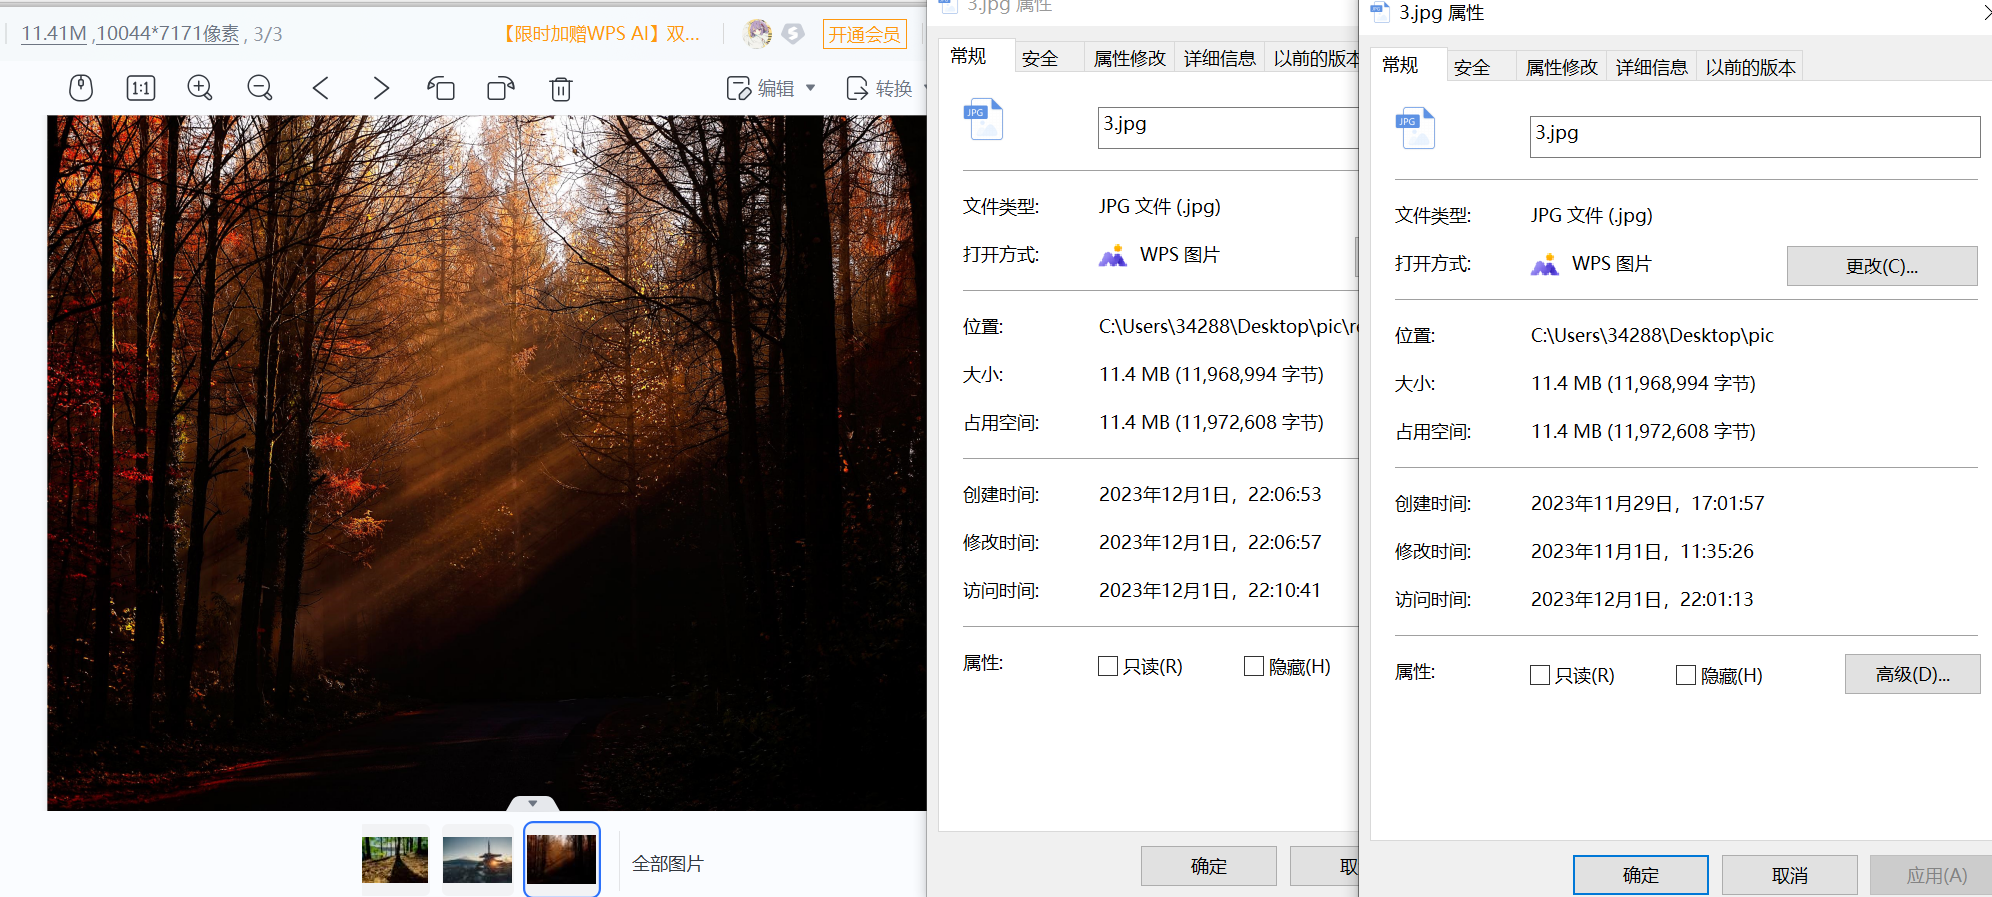 11.41M ,10044*7171像素 , 3/3
【限时加赠WPS AI】双...
开通会员
1:1
编辑
转换
全部图片
3.jpg 属性
常规
安全
属性修改
详细信息
以前的版本
JPG
3.jpg
文件类型:
JPG 文件 (.jpg)
打开方式:
WPS 图片
位置:
C:\Users\34288\Desktop\pic\re
大小:
11.4 MB (11,968,994 字节)
占用空间:
11.4 MB (11,972,608 字节)
创建时间:
2023年12月1日，22:06:53
修改时间:
2023年12月1日，22:06:57
访问时间:
2023年12月1日，22:10:41
属性:
只读(R)
隐藏(H)
确定
取
3.jpg 属性
常规
安全
属性修改
详细信息
以前的版本
JPG
3.jpg
文件类型:
JPG 文件 (.jpg)
打开方式:
WPS 图片
更改(C)...
位置:
C:\Users\34288\Desktop\pic
大小:
11.4 MB (11,968,994 字节)
占用空间:
11.4 MB (11,972,608 字节)
创建时间:
2023年11月29日，17:01:57
修改时间:
2023年11月1日，11:35:26
访问时间:
2023年12月1日，22:01:13
属性:
只读(R)
隐藏(H)
高级(D)...
确定
取消
应用(A)